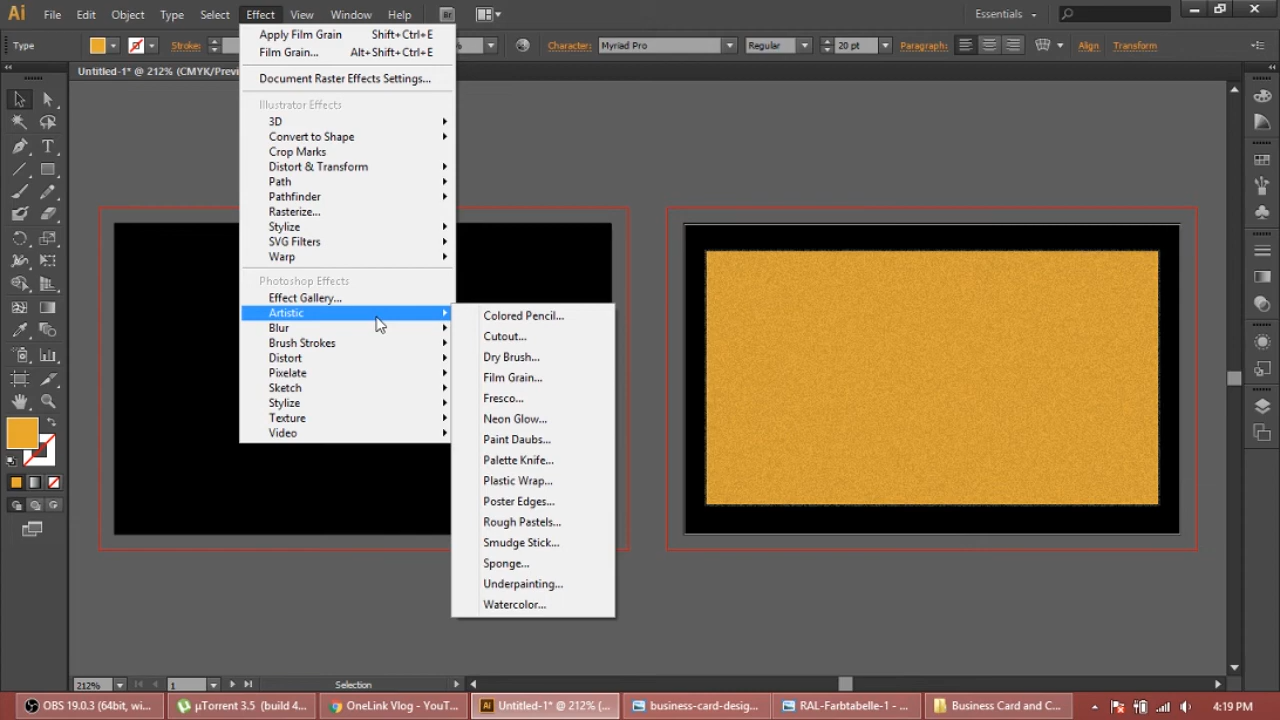 Ai File Edit Object Type Select Effect View Window Help Br Essentials
Type Strokes: % Character: Myriad Pro Regular 20 pt Paragraph: Align Transform
Untitled-1* @ 212% (CMYK/Previ
Apply Film Grain Shift+Ctrl+E
Film Grain... Alt+Shift+Ctrl+E
Document Raster Effects Settings...
Illustrator Effects
3D
Convert to Shape
Crop Marks
Distort & Transform
Path
Pathfinder
Rasterize...
Stylize
SVG Filters
Warp
Photoshop Effects
Effect Gallery...
Artistic
Blur
Brush Strokes
Distort
Pixelate
Sketch
Stylize
Texture
Video
Colored Pencil...
Cutout...
Dry Brush...
Film Grain...
Fresco...
Neon Glow...
Paint Daubs...
Palette Knife...
Plastic Wrap...
Poster Edges...
Rough Pastels...
Smudge Stick...
Sponge...
Underpainting...
Watercolor...
212% 1 Selection
OBS 19.0.3 (64bit, wi... µTorrent 3.5 (build 4... OneLink Vlog - YouT... Ai Untitled-1* @ 212% (... business-card-desig... RAL-Farbtabelle-1 - ... Business Card and C... 4:19 PM